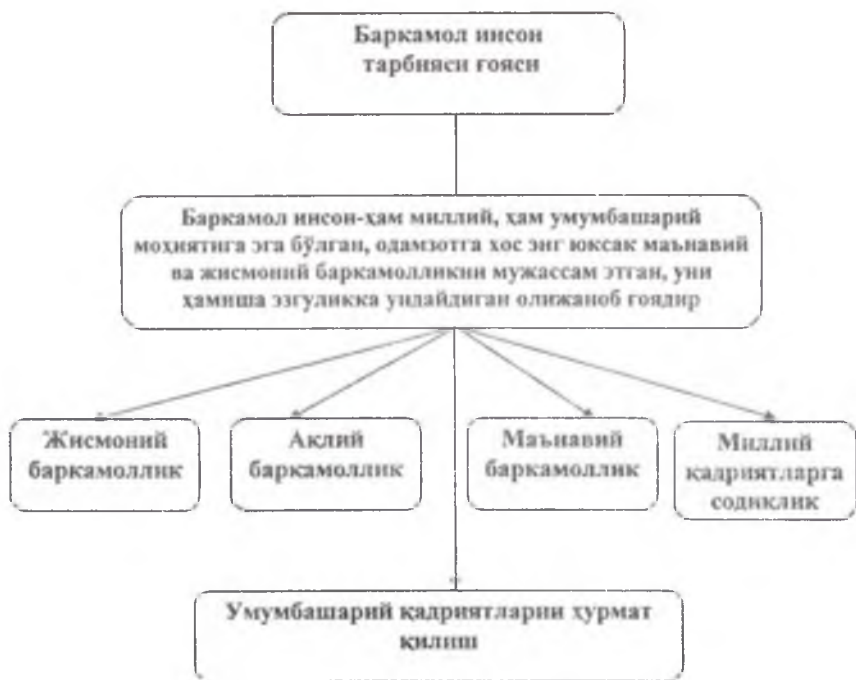 Баркамол инсон
тарбияси ғояси
Баркамол инсон-ҳам миллий, ҳам умумбашарий
моҳиятига эга бўлган, одамзотга хос энг юксак маънавий
ва жисмоний баркамолликни мужассам этган, уни
ҳамиша эзгуликка ундайдиган олижаноб ғоядир
Жисмоний
баркамоллик
Ақлий
баркамоллик
Маънавий
баркамоллик
Миллий
қадриятларга
содиклик
Умумбашарий қадриятларни ҳурмат
қилиш